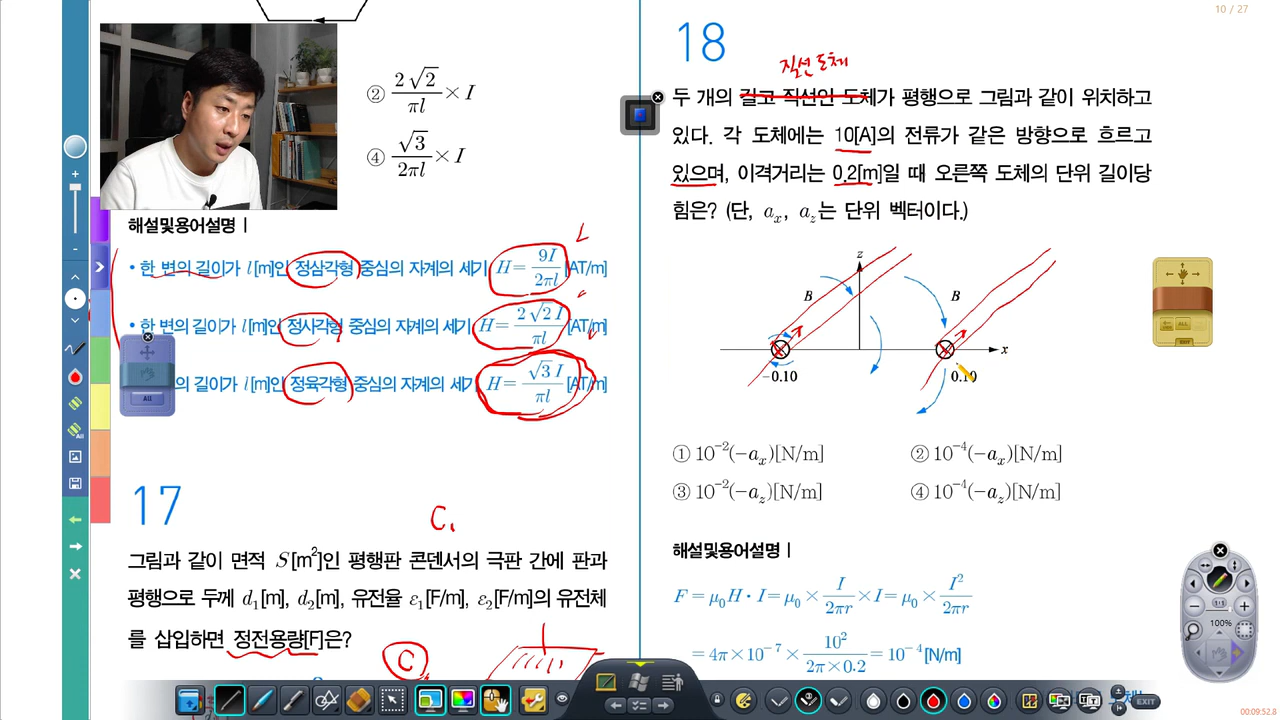 10 / 27
② 2√2/πl × I
④ √3/2πl × I
해설및용어설명 |
• 한 변의 길이가 l[m]인 정삼각형 중심의 자계의 세기 H = 9I/2πl [AT/m]
• 한 변의 길이가 l[m]인 정사각형 중심의 자계의 세기 H = 2√2I/πl [AT/m]
의 길이가 l[m]인 정육각형 중심의 자계의 세기 H = √3I/πl [AT/m]
17
C,
그림과 같이 면적 S[m²]인 평행판 콘덴서의 극판 간에 판과
평행으로 두께 d₁[m], d₂[m], 유전율 ε₁[F/m], ε₂[F/m]의 유전체
를 삽입하면 정전용량[F]은?
C
18
직선도체
두 개의 길고 직선인 도체가 평행으로 그림과 같이 위치하고
있다. 각 도체에는 10[A]의 전류가 같은 방향으로 흐르고
있으며, 이격거리는 0.2[m]일 때 오른쪽 도체의 단위 길이당
힘은? (단, aₓ, a_z는 단위 벡터이다.)
z
B B
x
−0.10 0.10
① 10⁻²(−aₓ)[N/m] ② 10⁻⁴(−aₓ)[N/m]
③ 10⁻²(−a_z)[N/m] ④ 10⁻⁴(−a_z)[N/m]
해설및용어설명 |
F = μ₀H · I = μ₀ × I/2πr × I = μ₀ × I²/2πr
= 4π × 10⁻⁷ × 10²/2π × 0.2 = 10⁻⁴ [N/m]
All
ALL
EXIT
1:1
100%
EXIT
00:09:52.8